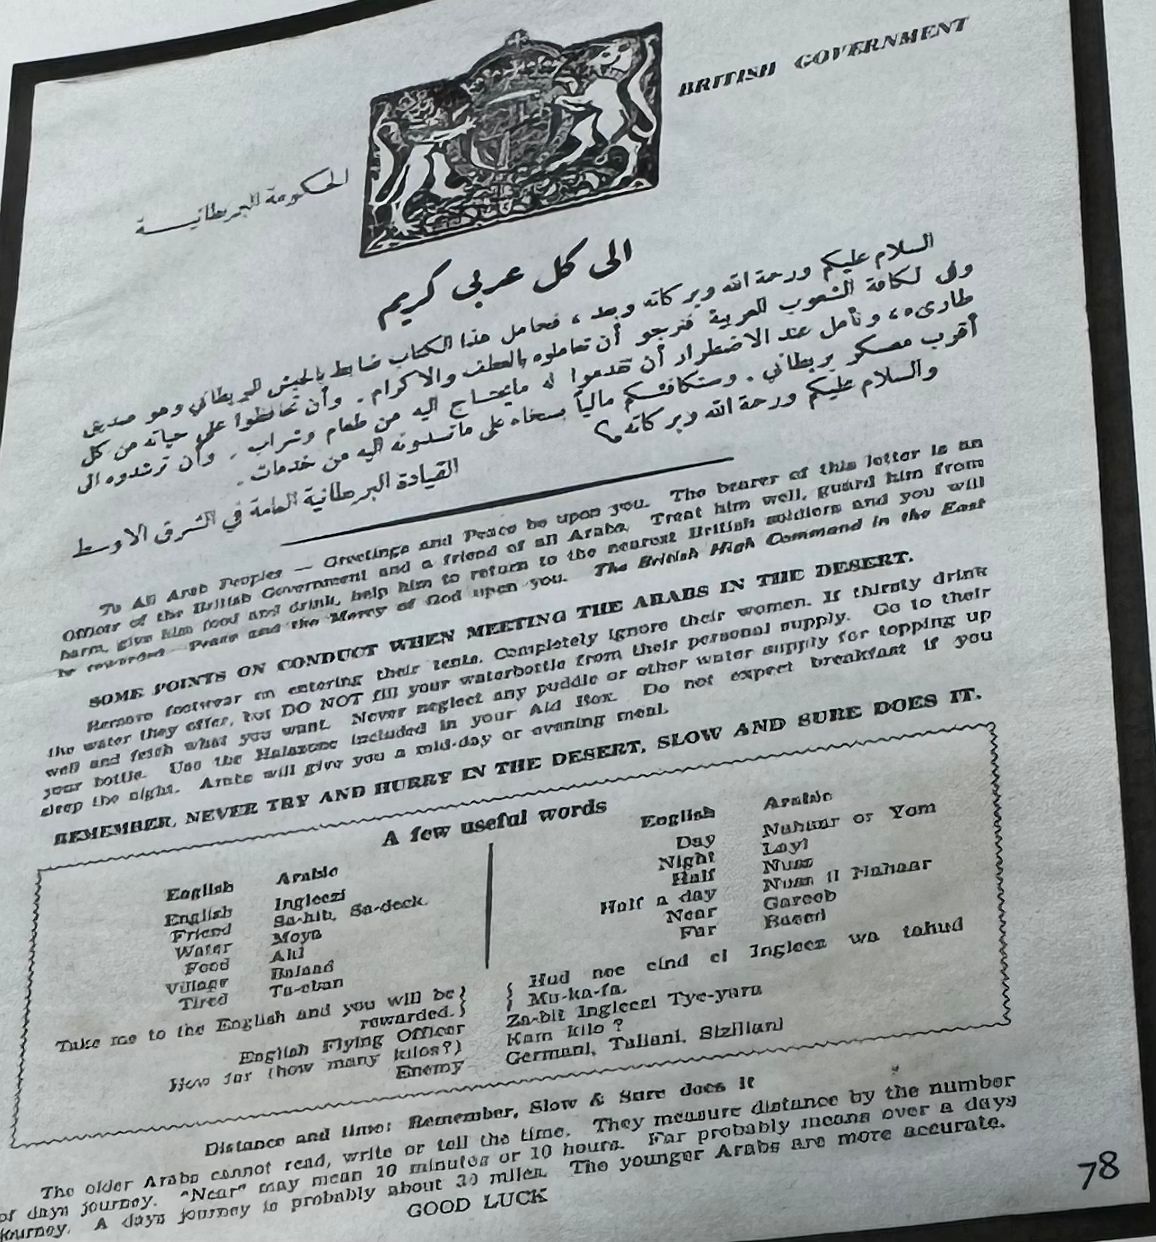 BRITISH GOVERNMENT
الحكومة البريطانية
الى كل عربي كريم
السلام عليكم ورحمة الله وبركاته وبعد ، فحامل هذا الكتاب ضابط بالجيش البريطاني وهو صديق
وفي لكافة الشعوب العربية فنرجو أن تعاملوه بالعطف والاكرام . وأن تحافظوا على حياته من كل
طارىء ، ونأمل عند الاضطرار أن تقدموا له مايحتاج اليه من طعام وشراب . وأن ترشدوه الى
أقرب معسكر بريطاني . وسنكافئكم مالياً بسخاء على ماتسدونه اليه من خدمات .
والسلام عليكم ورحمة الله وبركاته ؟
القيادة البريطانية العامة في الشرق الاوسط
To All Arab Peoples — Greetings and Peace be upon you. The bearer of this letter is an
Officer of the British Government and a friend of all Arabs. Treat him well, guard him from
harm, give him food and drink, help him to return to the nearest British soldiers and you will
be rewarded. Peace and the Mercy of God upon you. The British High Command in the East
SOME POINTS ON CONDUCT WHEN MEETING THE ARABS IN THE DESERT.
Remove footwear on entering their tents. Completely ignore their women. If thirsty drink
the water they offer, but DO NOT fill your waterbottle from their personal supply. Go to their
well and fetch what you want. Never neglect any puddle or other water supply for topping up
your bottle. Use the Halazone included in your Aid Box. Do not expect breakfast if you
sleep the night. Arabs will give you a mid-day or evening meal.
REMEMBER, NEVER TRY AND HURRY IN THE DESERT, SLOW AND SURE DOES IT.
A few useful words
English Arabic
English Ingleezi
Friend Sa-hib, Sa-deek.
Water Moya
Food Akl
Village Balaad
Tired Ta-eban
English Arabic
Day Nahaar or Yom
Night Layl
Half Nuss
Half a day Nuss il Nahaar
Near Gareeb
Far Baeed
Take me to the English and you will be rewarded. } { Hud nee eind el Ingleez wa tahud Mu-ka-fa.
English Flying Officer Za-bit Ingleezi Tye-yara
How far (how many kilos?) Kam kilo ?
Enemy Germani, Taliani, Siziliani
Distance and time: Remember, Slow & Sure does it
The older Arabs cannot read, write or tell the time. They measure distance by the number
of days journey. "Near" may mean 10 minutes or 10 hours. Far probably means over a days
journey. A days journey is probably about 30 miles. The younger Arabs are more accurate.
GOOD LUCK
78